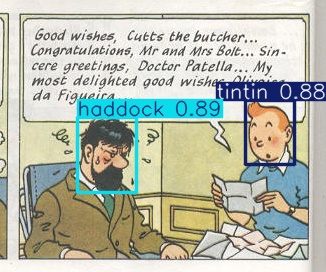 Good wishes, Cutts the butcher...
Congratulations, Mr and Mrs Bolt... Sin-
cere greetings, Doctor Patella... My
most delighted good wishes, Oliveira
da Figueira
haddock 0.89
tintin 0.88